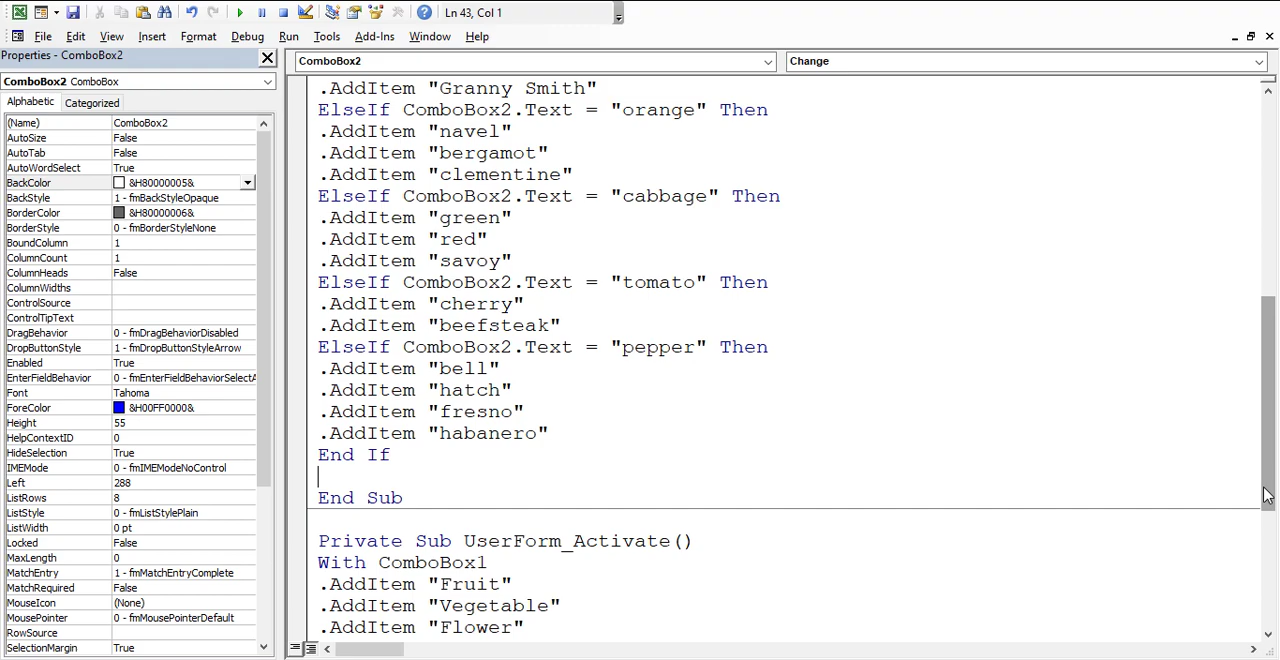 Ln 43, Col 1
File Edit View Insert Format Debug Run Tools Add-Ins Window Help
Properties - ComboBox2
ComboBox2 ComboBox
Alphabetic Categorized
(Name) ComboBox2
AutoSize False
AutoTab False
AutoWordSelect True
BackColor &H80000005&
BackStyle 1 - fmBackStyleOpaque
BorderColor &H80000006&
BorderStyle 0 - fmBorderStyleNone
BoundColumn 1
ColumnCount 1
ColumnHeads False
ColumnWidths
ControlSource
ControlTipText
DragBehavior 0 - fmDragBehaviorDisabled
DropButtonStyle 1 - fmDropButtonStyleArrow
Enabled True
EnterFieldBehavior 0 - fmEnterFieldBehaviorSelectA
Font Tahoma
ForeColor &H00FF0000&
Height 55
HelpContextID 0
HideSelection True
IMEMode 0 - fmIMEModeNoControl
Left 288
ListRows 8
ListStyle 0 - fmListStylePlain
ListWidth 0 pt
Locked False
MaxLength 0
MatchEntry 1 - fmMatchEntryComplete
MatchRequired False
MouseIcon (None)
MousePointer 0 - fmMousePointerDefault
RowSource
SelectionMargin True
ComboBox2 Change
.AddItem "Granny Smith"
ElseIf ComboBox2.Text = "orange" Then
.AddItem "navel"
.AddItem "bergamot"
.AddItem "clementine"
ElseIf ComboBox2.Text = "cabbage" Then
.AddItem "green"
.AddItem "red"
.AddItem "savoy"
ElseIf ComboBox2.Text = "tomato" Then
.AddItem "cherry"
.AddItem "beefsteak"
ElseIf ComboBox2.Text = "pepper" Then
.AddItem "bell"
.AddItem "hatch"
.AddItem "fresno"
.AddItem "habanero"
End If
End Sub
Private Sub UserForm_Activate()
With ComboBox1
.AddItem "Fruit"
.AddItem "Vegetable"
.AddItem "Flower"